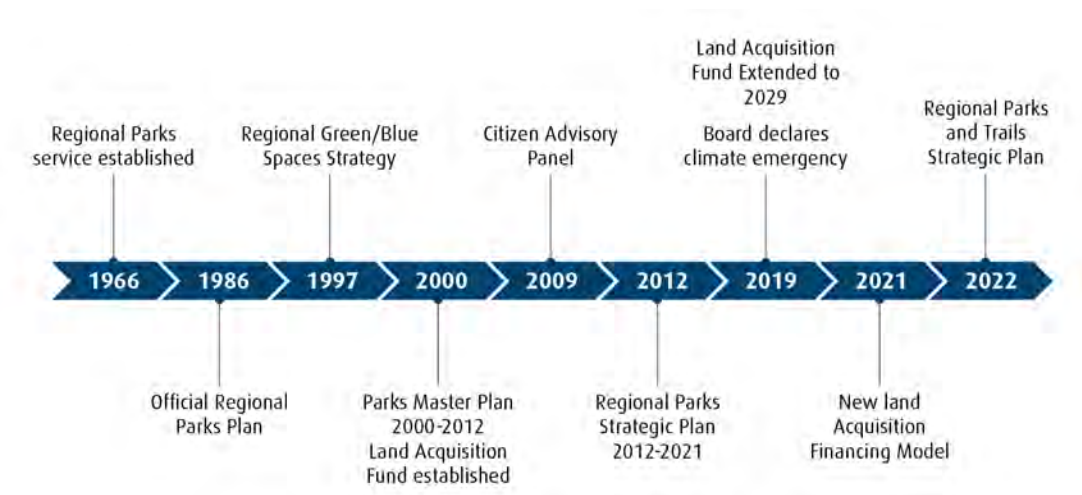 Land Acquisition
Fund Extended to
2029
Regional Parks
service established
Regional Green/Blue
Spaces Strategy
Citizen Advisory
Panel
Board declares
climate emergency
Regional Parks
and Trails
Strategic Plan
1966 1986 1997 2000 2009 2012 2019 2021 2022
Official Regional
Parks Plan
Parks Master Plan
2000-2012
Land Acquisition
Fund established
Regional Parks
Strategic Plan
2012-2021
New land
Acquisition
Financing Model